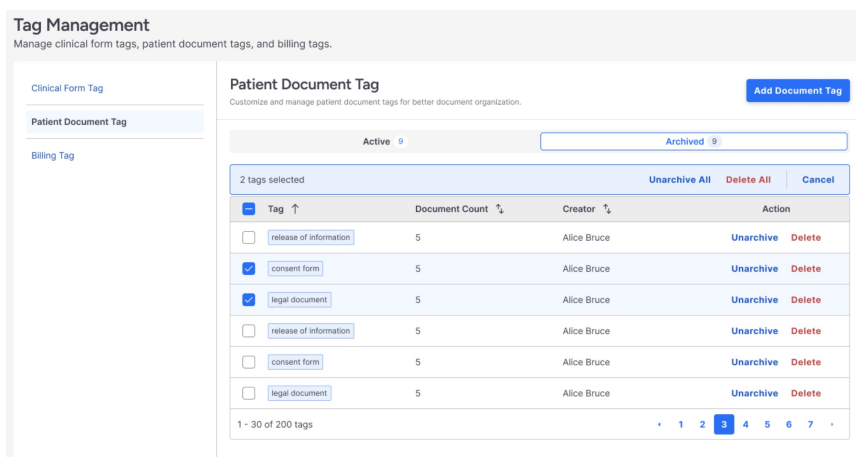 Tag Management
Manage clinical form tags, patient document tags, and billing tags.
Clinical Form Tag
Patient Document Tag
Billing Tag
Patient Document Tag
Customize and manage patient document tags for better document organization.
Add Document Tag
Active 9
Archived 9
2 tags selected Unarchive All Delete All Cancel
Tag ↑ Document Count ↑↓ Creator ↑↓ Action
release of information 5 Alice Bruce Unarchive Delete
consent form 5 Alice Bruce Unarchive Delete
legal document 5 Alice Bruce Unarchive Delete
release of information 5 Alice Bruce Unarchive Delete
consent form 5 Alice Bruce Unarchive Delete
legal document 5 Alice Bruce Unarchive Delete
1 - 30 of 200 tags 1 2 3 4 5 6 7